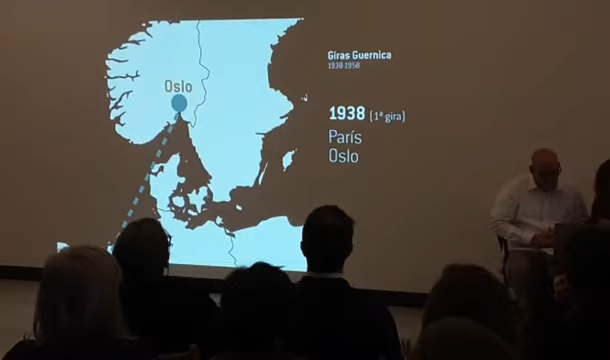 Oslo
Giras Guernica
1938-1958
1938 (1ª gira)
París
Oslo